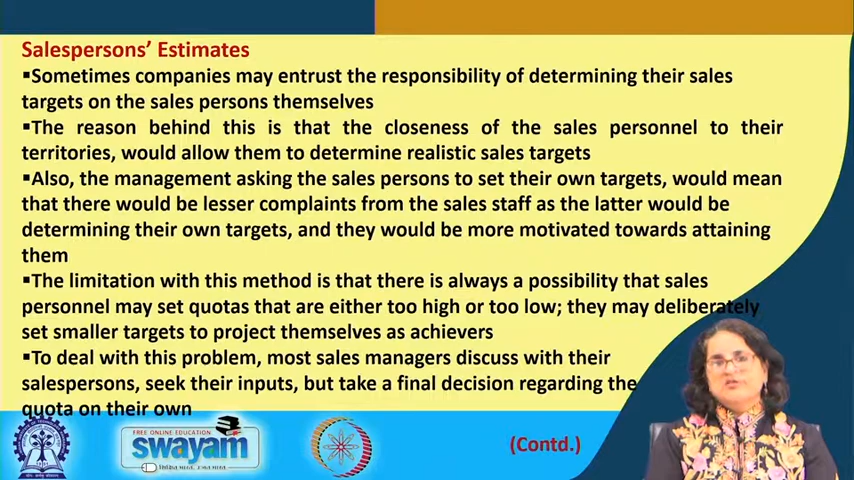 Salespersons' Estimates
▪Sometimes companies may entrust the responsibility of determining their sales
targets on the sales persons themselves
▪The reason behind this is that the closeness of the sales personnel to their
territories, would allow them to determine realistic sales targets
▪Also, the management asking the sales persons to set their own targets, would mean
that there would be lesser complaints from the sales staff as the latter would be
determining their own targets, and they would be more motivated towards attaining
them
▪The limitation with this method is that there is always a possibility that sales
personnel may set quotas that are either too high or too low; they may deliberately
set smaller targets to project themselves as achievers
▪To deal with this problem, most sales managers discuss with their
salespersons, seek their inputs, but take a final decision regarding the
quota on their own
FREE ONLINE EDUCATION
swayam
(Contd.)